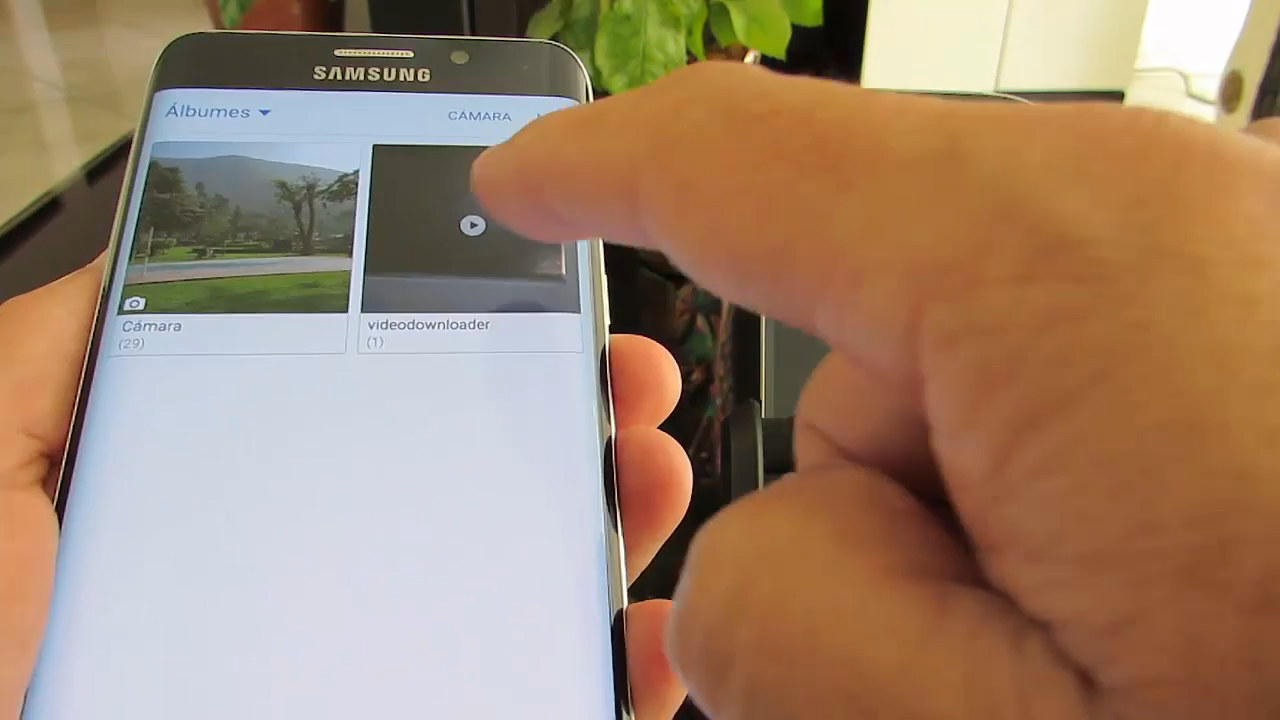 SAMSUNG
Álbumes
CÁMARA
Cámara
(29)
videodownloader
(1)